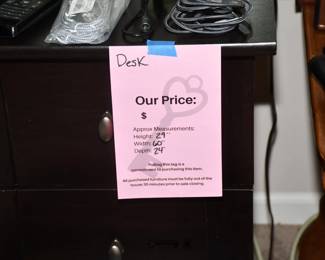 Desk
Our Price:
$
Approx Measurements:
Height: 29"
Width: 60"
Depth: 24"
Pulling this tag is a
commitment to purchasing this item.
All purchased furniture must be fully out of the
house 30 minutes prior to sale closing.